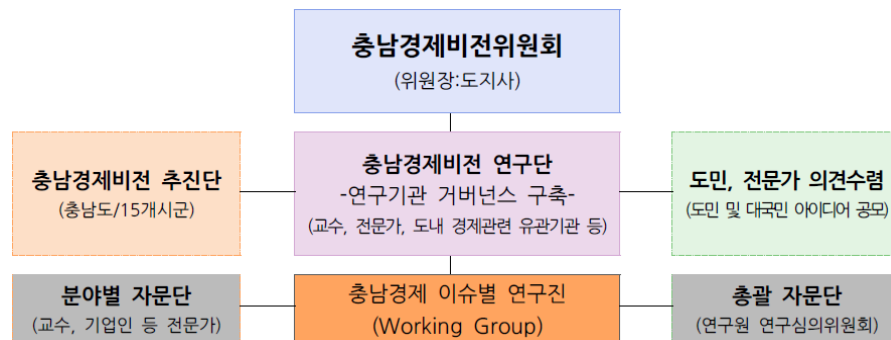 충남경제비전위원회
(위원장:도지사)
충남경제비전 추진단
(충남도/15개시군)
충남경제비전 연구단
-연구기관 거버넌스 구축-
(교수, 전문가, 도내 경제관련 유관기관 등)
도민, 전문가 의견수렴
(도민 및 대국민 아이디어 공모)
분야별 자문단
(교수, 기업인 등 전문가)
충남경제 이슈별 연구진
(Working Group)
총괄 자문단
(연구원 연구심의위원회)